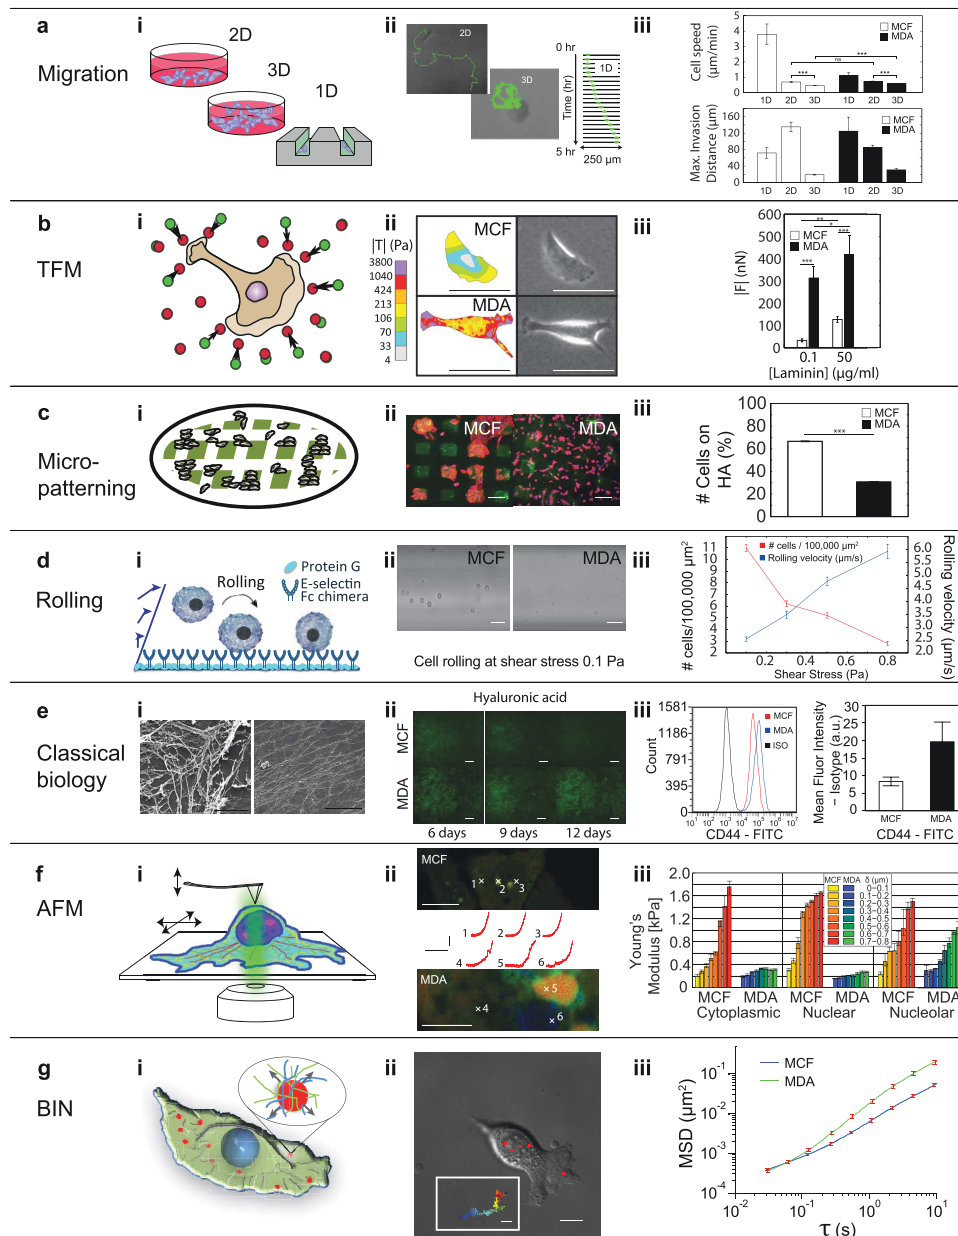 a
Migration
i
2D
3D
1D
ii
2D
3D
0 hr
1D
Time (hr)
5 hr
250 µm
iii
Cell speed
(µm/min)
5
4
3
2
1
0
MCF
MDA
***
ns
***
***
1D 2D 3D 1D 2D 3D
Max. Invasion
Distance (µm)
160
120
80
40
0
MCF
MDA
1D 2D 3D 1D 2D 3D
b
TFM
i
ii
|T| (Pa)
3800
1040
424
213
106
70
33
4
MCF
MDA
iii
|F| (nN)
600
500
400
300
200
100
0
MCF
MDA
**
*
***
***
0.1 50
[Laminin] (µg/ml)
c
Micro-
patterning
i
ii
MCF
MDA
iii
# Cells on
HA (%)
100
80
60
40
20
0
MCF
MDA
***
d
Rolling
i
Rolling
Protein G
E-selectin
Fc chimera
ii
MCF
MDA
Cell rolling at shear stress 0.1 Pa
iii
# cells / 100,000 µm²
Rolling velocity (µm/s)
# cells/100,000 µm²
11
10
9
8
7
6
5
4
3
2
0.2 0.4 0.6 0.8
Shear Stress (Pa)
6.0
5.5
5.0
4.5
4.0
3.5
3.0
2.5
2.0
Rolling velocity (µm/s)
e
Classical
biology
i
ii
Hyaluronic acid
MCF
MDA
6 days 9 days 12 days
iii
Count
1581
1186
791
395
0
MCF
MDA
ISO
10¹ 10² 10³ 10⁴ 10⁵ 10⁶ 10⁷
CD44 - FITC
Mean Fluor Intensity
– Isotype (a.u.)
30
25
20
15
10
5
0
MCF MDA
CD44 - FITC
f
AFM
i
ii
MCF
1 2 3
1 2 3
4 5 6
MDA
4 5 6
iii
Young's
Modulus [kPa]
2.0
1.6
1.2
0.8
0.4
0
MCF MDA δ (µm)
0−0.1
0.1−0.2
0.2−0.3
0.3−0.4
0.4−0.5
0.5−0.6
0.6−0.7
0.7−0.8
MCF MDA MCF MDA MCF MDA
Cytoplasmic Nuclear Nucleolar
g
BIN
i
ii
iii
MSD (µm²)
10⁻¹
10⁻²
10⁻³
10⁻⁴
MCF
MDA
10⁻² 10⁻¹ 10⁰ 10¹
τ (s)